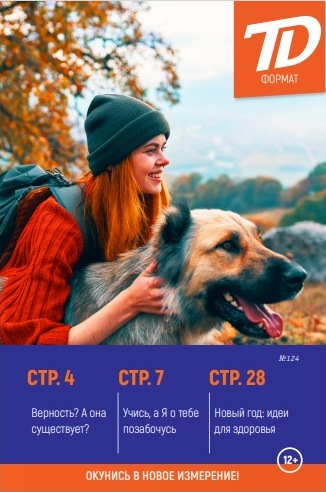 TD
ФОРМАТ
№124
СТР. 4
СТР. 7
СТР. 28
Верность? А она
существует?
Учись, а Я о тебе
позабочусь
Новый год: идеи
для здоровья
12+
ОКУНИСЬ В НОВОЕ ИЗМЕРЕНИЕ!